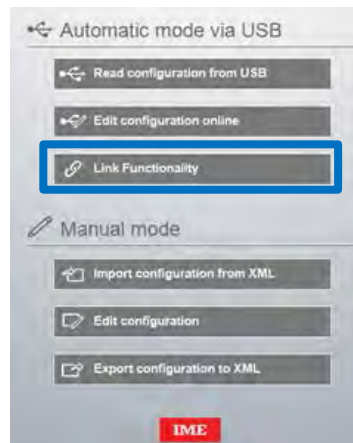 Automatic mode via USB
Read configuration from USB
Edit configuration online
Link Functionality
Manual mode
Import configuration from XML
Edit configuration
Export configuration to XML
IME